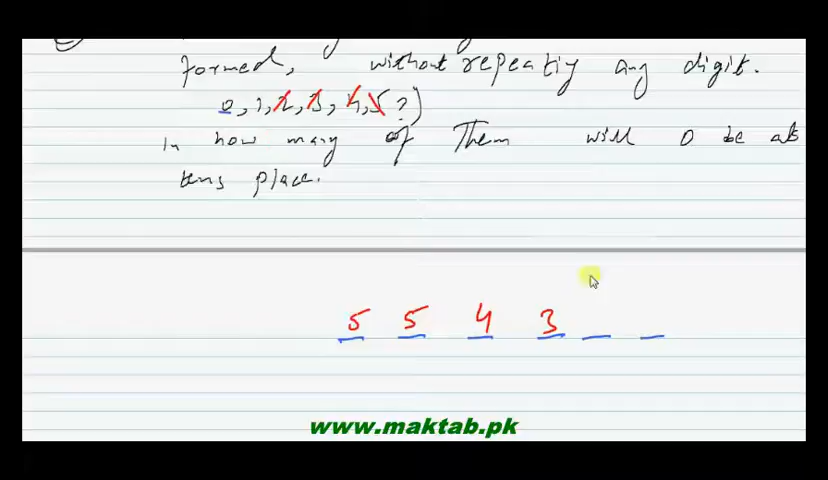 formed, without repeatiy any digit.
0, 1, 2, 3, 4, 5 ?)
In how many of Them will 0 be at
tens place.
5 5 4 3 _ _
www.maktab.pk